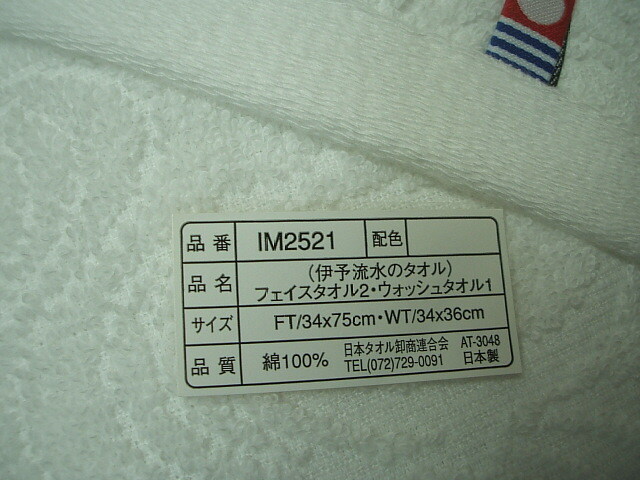 品番 IM2521 配色
品名 (伊予流水のタオル)
フェイスタオル2・ウォッシュタオル1
サイズ FT/34x75cm・WT/34x36cm
品質 綿100% 日本タオル卸商連合会 AT-3048
TEL(072)729-0091 日本製